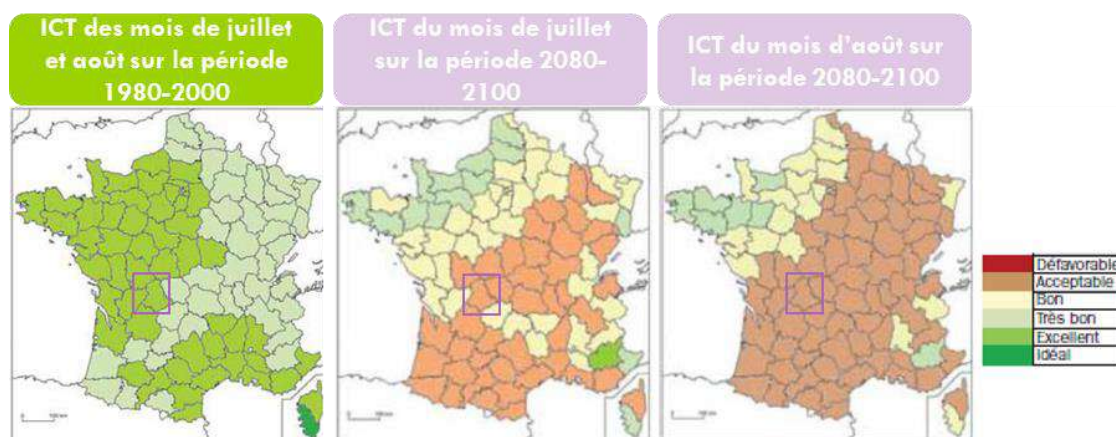 ICT des mois de juillet
et août sur la période
1980-2000
ICT du mois de juillet
sur la période 2080-
2100
ICT du mois d'août sur
la période 2080-2100
Défavorable
Acceptable
Bon
Très bon
Excellent
Idéal